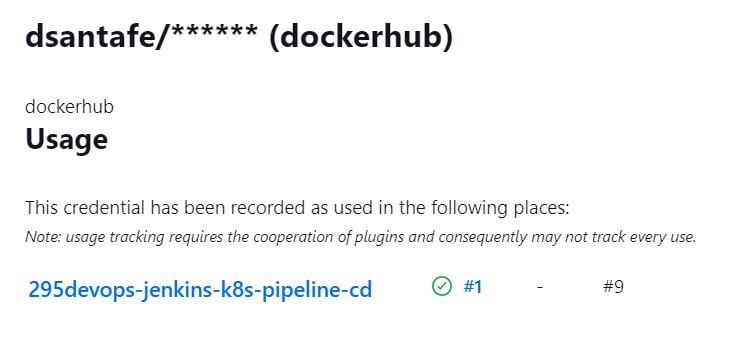 dsantafe/****** (dockerhub)
dockerhub
Usage
This credential has been recorded as used in the following places:
Note: usage tracking requires the cooperation of plugins and consequently may not track every use.
295devops-jenkins-k8s-pipeline-cd #1 - #9